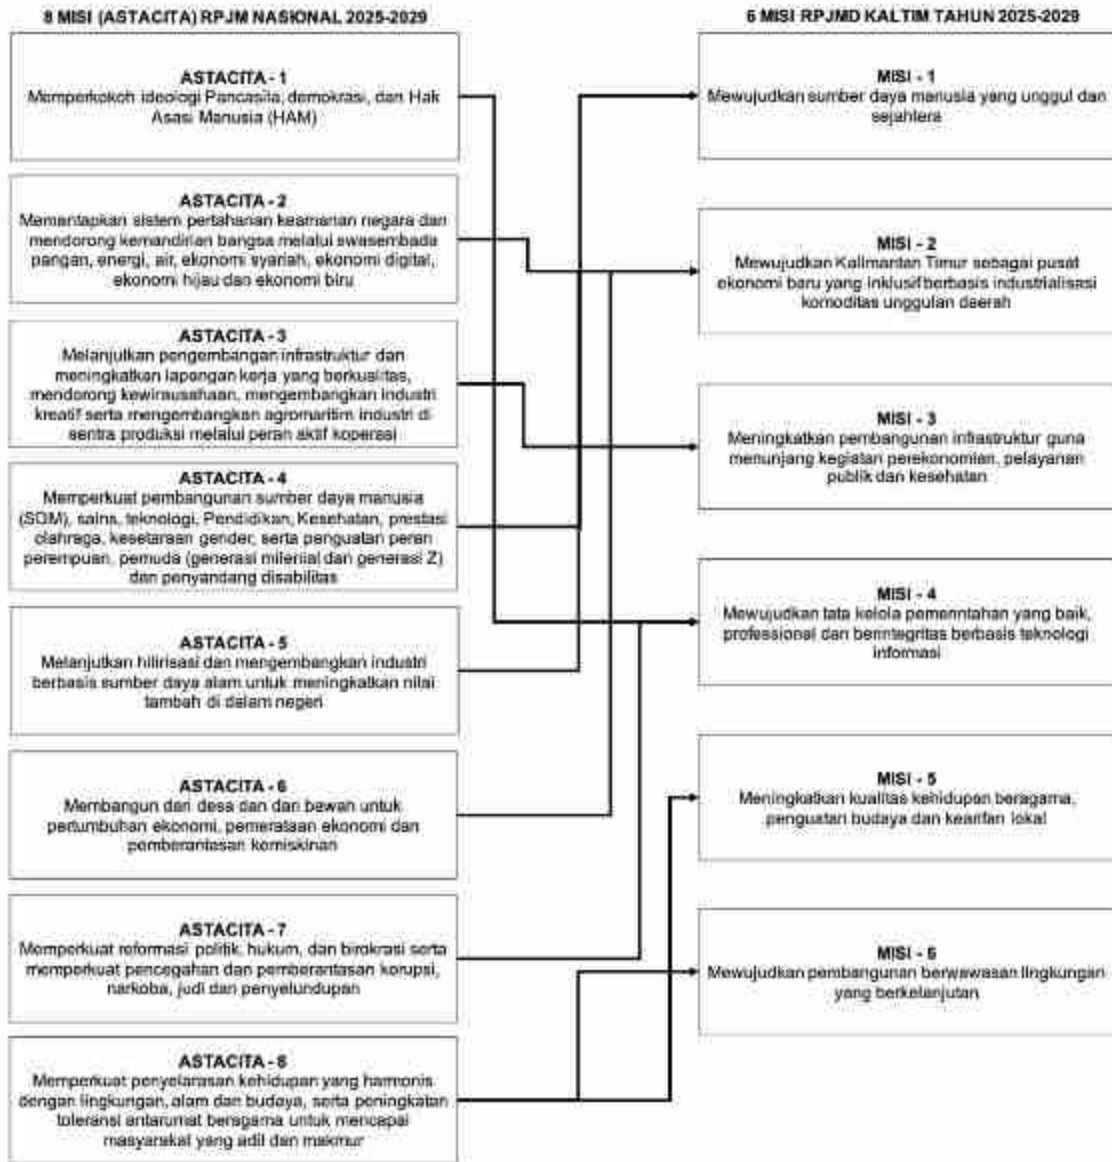 8 MISI (ASTACITA) RPJM NASIONAL 2025-2029
ASTACITA - 1
Memperkokoh ideologi Pancasila, demokrasi, dan Hak
Asasi Manusia (HAM)
ASTACITA - 2
Memantapkan sistem pertahanan keamanan negara dan
mendorong kemandirian bangsa melalui swasembada
pangan, energi, air, ekonomi syariah, ekonomi digital,
ekonomi hijau dan ekonomi biru
ASTACITA - 3
Melanjutkan pengembangan infrastruktur dan
meningkatkan lapangan kerja yang berkualitas,
mendorong kewirausahaan, mengembangkan industri
kreatif serta mengembangkan agromaritim industri di
sentra produksi melalui peran aktif koperasi
ASTACITA - 4
Memperkuat pembangunan sumber daya manusia
(SDM), sains, teknologi, Pendidikan, Kesehatan, prestasi
olahraga, kesetaraan gender, serta penguatan peran
perempuan, pemuda (generasi milenial dan generasi Z)
dan penyandang disabilitas
ASTACITA - 5
Melanjutkan hilirisasi dan mengembangkan industri
berbasis sumber daya alam untuk meningkatkan nilai
tambah di dalam negeri
ASTACITA - 6
Membangun dari desa dan dari bawah untuk
pertumbuhan ekonomi, pemerataan ekonomi dan
pemberantasan kemiskinan
ASTACITA - 7
Memperkuat reformasi politik, hukum, dan birokrasi serta
memperkuat pencegahan dan pemberantasan korupsi,
narkoba, judi dan penyelundupan
ASTACITA - 8
Memperkuat penyelarasan kehidupan yang harmonis
dengan lingkungan, alam dan budaya, serta peningkatan
toleransi antarumat beragama untuk mencapai
masyarakat yang adil dan makmur
6 MISI RPJMD KALTIM TAHUN 2025-2029
MISI - 1
Mewujudkan sumber daya manusia yang unggul dan
sejahtera
MISI - 2
Mewujudkan Kalimantan Timur sebagai pusat
ekonomi baru yang inklusif berbasis industrialisasi
komoditas unggulan daerah
MISI - 3
Meningkatkan pembangunan infrastruktur guna
menunjang kegiatan perekonomian, pelayanan
publik dan kesehatan
MISI - 4
Mewujudkan tata kelola pemerintahan yang baik,
professional dan berintegritas berbasis teknologi
informasi
MISI - 5
Meningkatkan kualitas kehidupan beragama,
penguatan budaya dan kearifan lokal
MISI - 6
Mewujudkan pembangunan berwawasan lingkungan
yang berkelanjutan